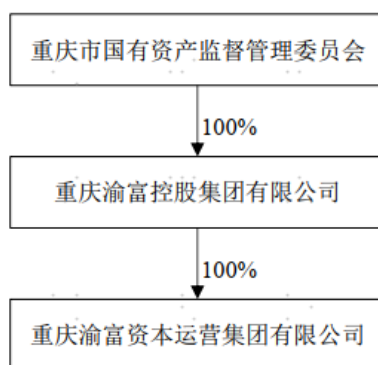 重庆市国有资产监督管理委员会
100%
重庆渝富控股集团有限公司
100%
重庆渝富资本运营集团有限公司